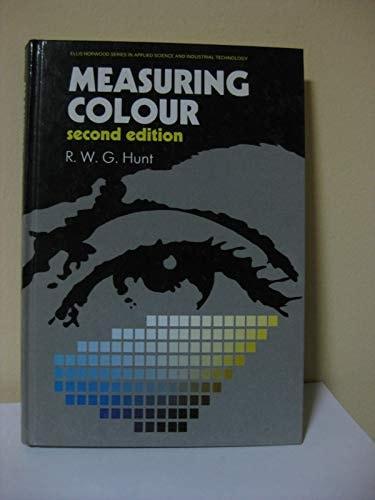 ELLIS HORWOOD SERIES IN APPLIED SCIENCE AND INDUSTRIAL TECHNOLOGY
MEASURING
COLOUR
second edition
R. W. G. Hunt